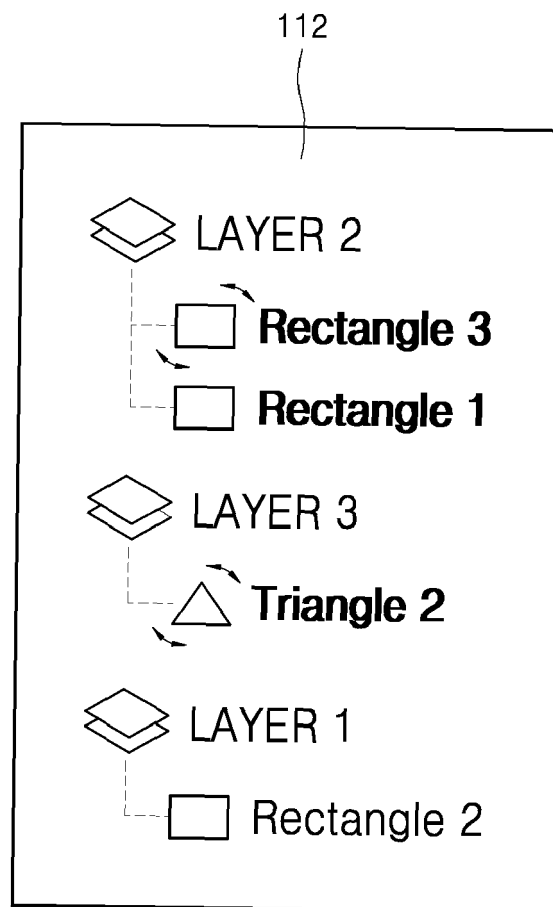 112
LAYER 2
Rectangle 3
Rectangle 1
LAYER 3
Triangle 2
LAYER 1
Rectangle 2